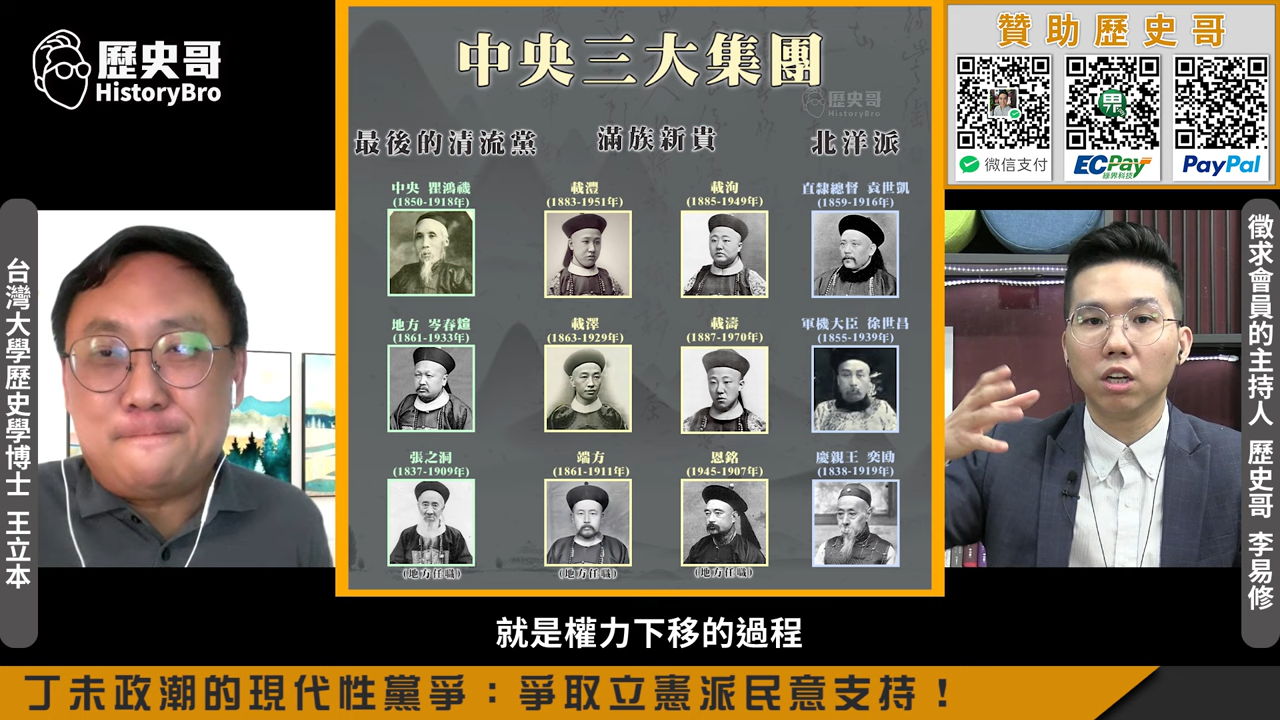 歷史哥
HistoryBro
中央三大集團
歷史哥
HistoryBro
最後的清流黨
滿族新貴
北洋派
中央 瞿鴻禨
(1850-1918年)
載灃
(1883-1951年)
載洵
(1885-1949年)
直隸總督 袁世凱
(1859-1916年)
地方 岑春煊
(1861-1933年)
載澤
(1863-1929年)
載濤
(1887-1970年)
軍機大臣 徐世昌
(1855-1939年)
張之洞
(1837-1909年)
(地方任職)
端方
(1861-1911年)
(地方任職)
恩銘
(1945-1907年)
(地方任職)
慶親王 奕劻
(1838-1919年)
贊助歷史哥
微信支付
ECPay
綠界科技
PayPal
台灣大學歷史學博士 王立本
徵求會員的主持人 歷史哥 李易修
就是權力下移的過程
丁未政潮的現代性黨爭：爭取立憲派民意支持！